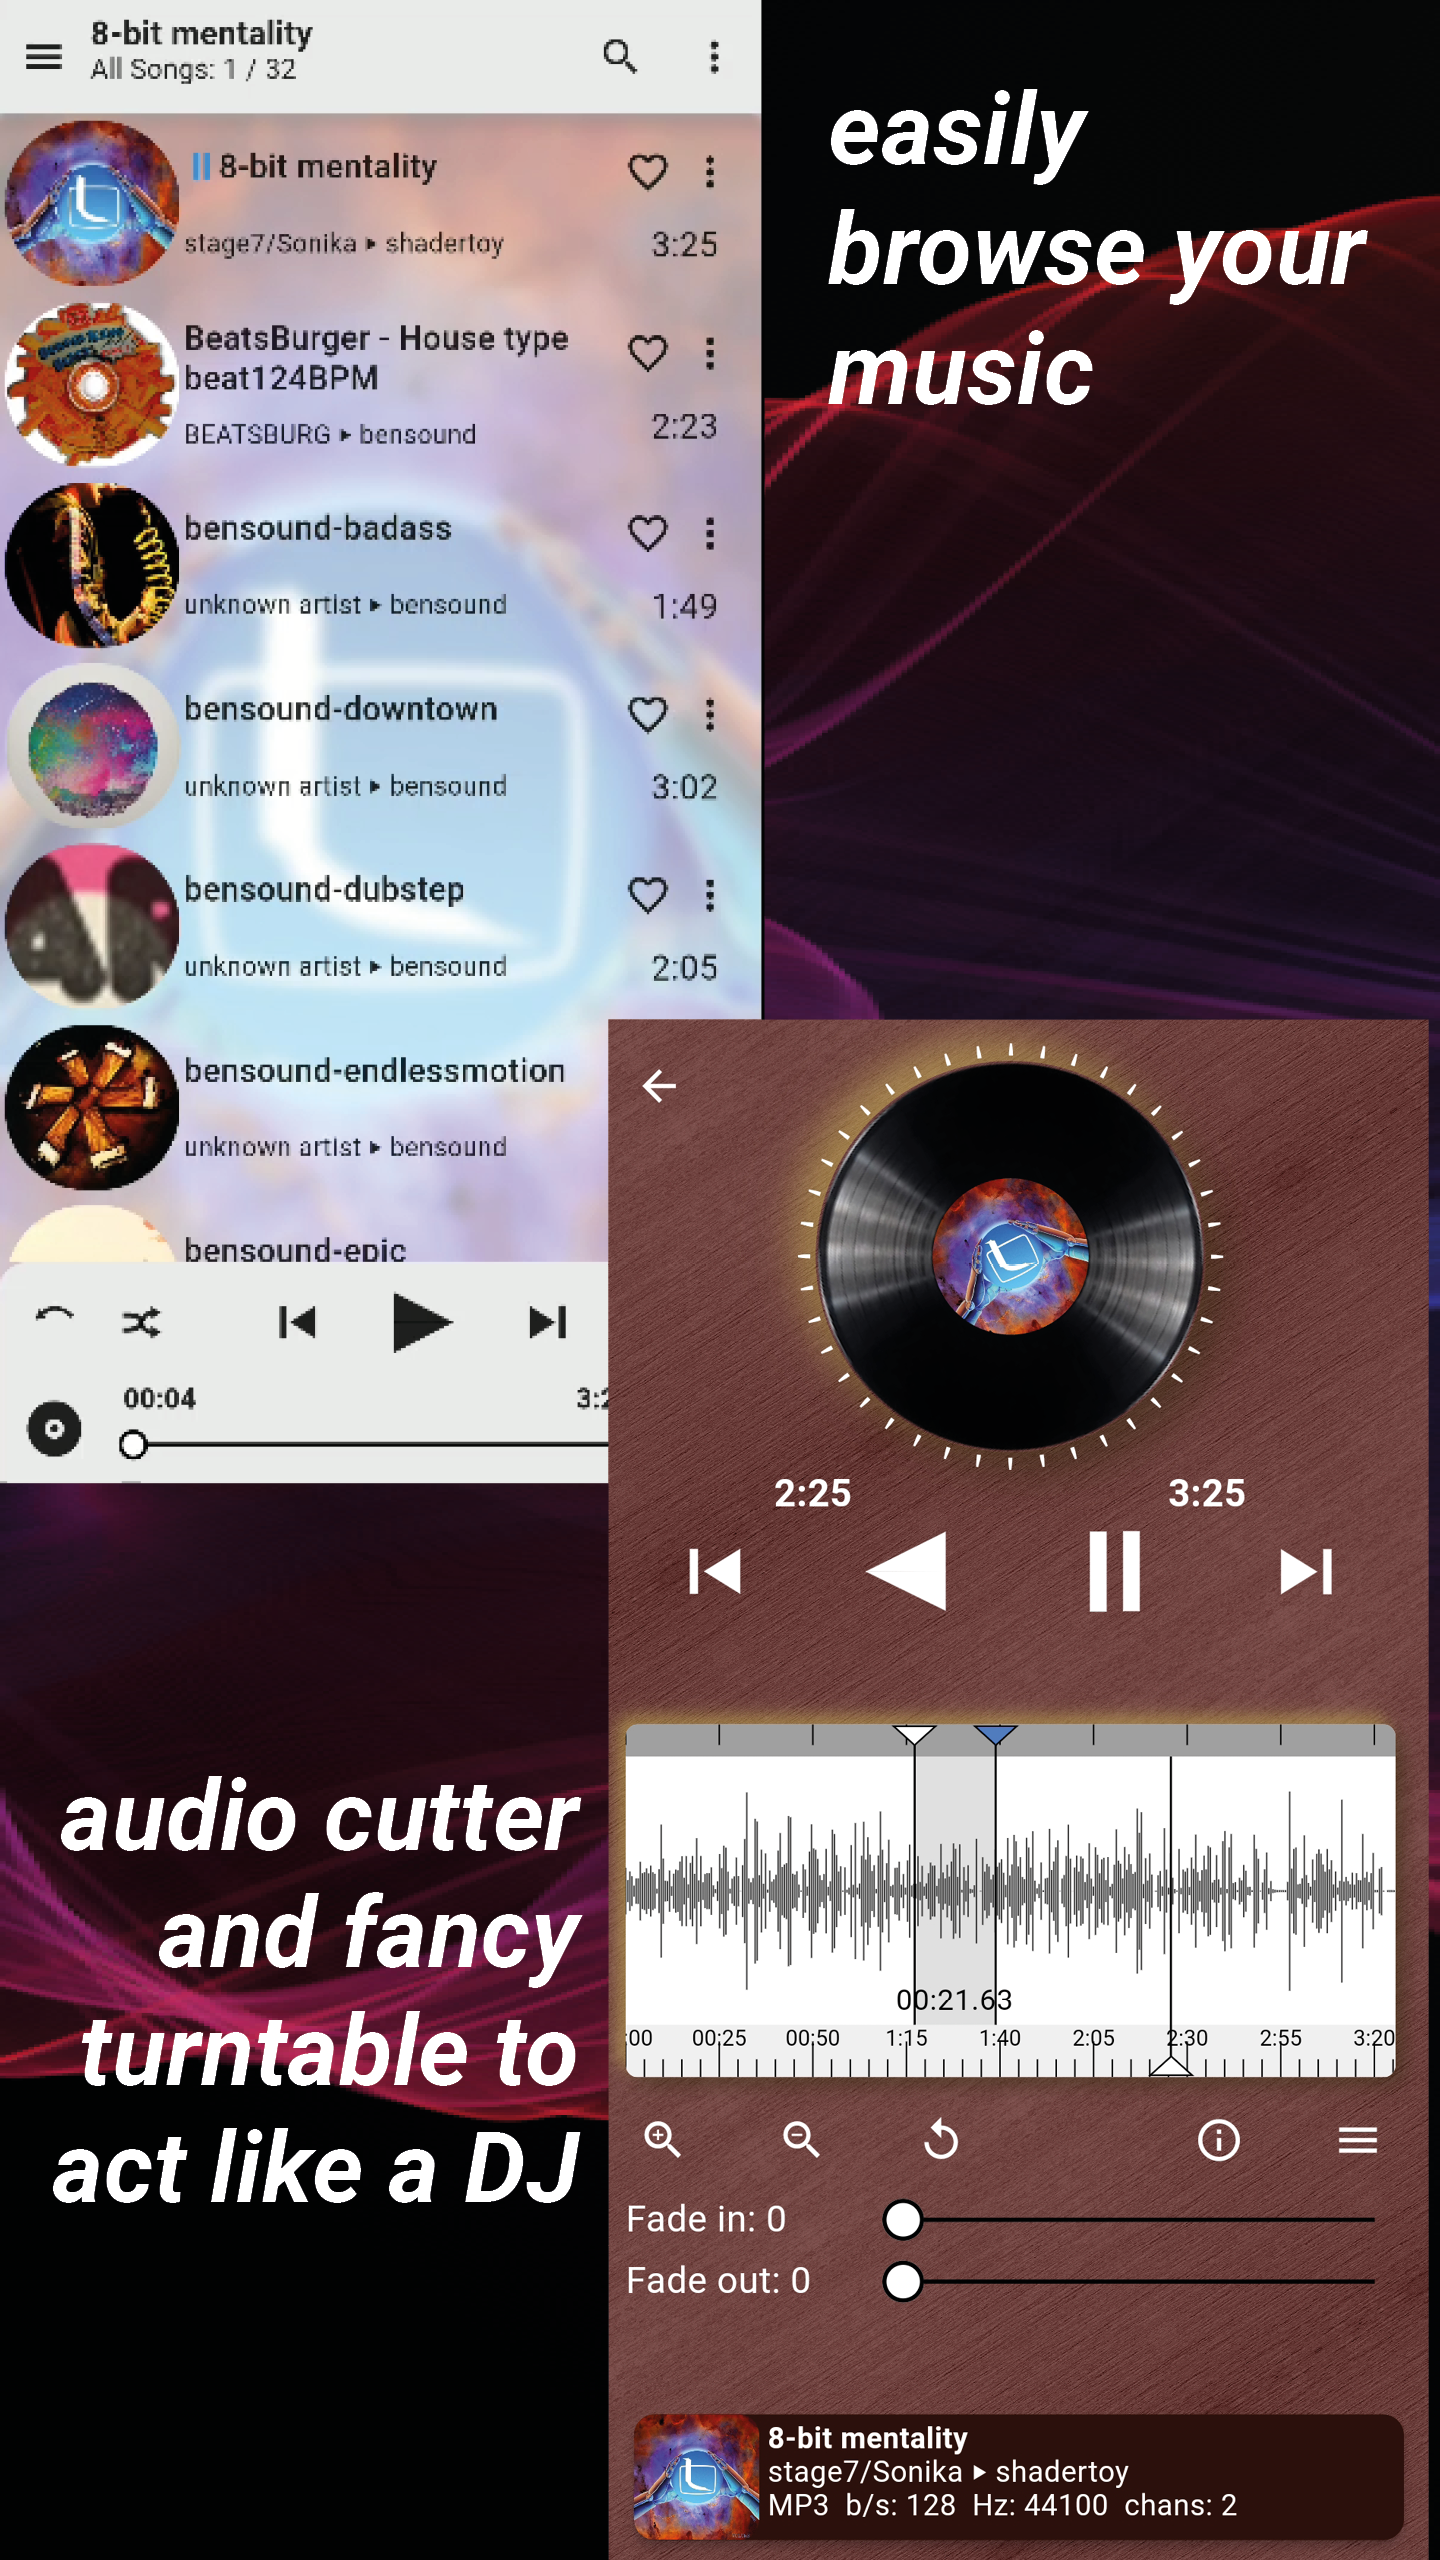 8-bit mentality
All Songs: 1 / 32
easily
browse your
music
8-bit mentality
stage7/Sonika ▸ shadertoy 3:25
BeatsBurger - House type
beat124BPM
BEATSBURG ▸ bensound 2:23
bensound-badass
unknown artist ▸ bensound 1:49
bensound-downtown
unknown artist ▸ bensound 3:02
bensound-dubstep
unknown artist ▸ bensound 2:05
bensound-endlessmotion
unknown artist ▸ bensound
bensound-epic
00:04 3:2
2:25 3:25
audio cutter
and fancy
turntable to
act like a DJ
00:21.63
:00 00:25 00:50 1:15 1:40 2:05 2:30 2:55 3:20
Fade in: 0
Fade out: 0
8-bit mentality
stage7/Sonika ▸ shadertoy
MP3 b/s: 128 Hz: 44100 chans: 2